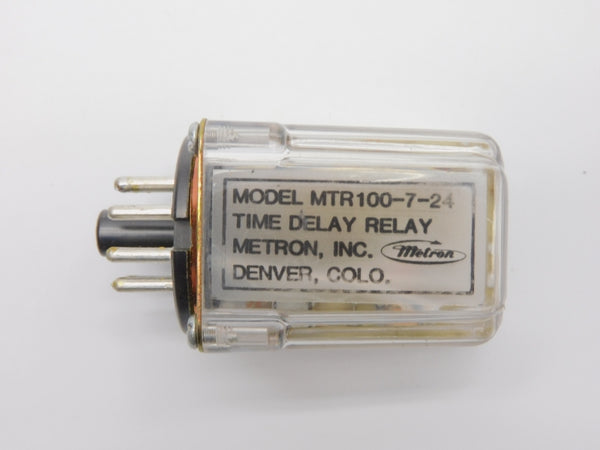 MODEL MTR100-7-24
TIME DELAY RELAY
METRON, INC. Metron
DENVER, COLO.